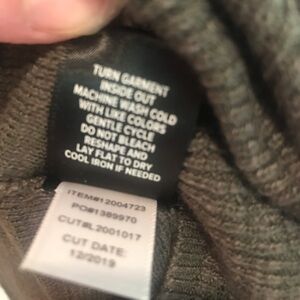 TURN GARMENT
INSIDE OUT
MACHINE WASH COLD
WITH LIKE COLORS
GENTLE CYCLE
DO NOT BLEACH
RESHAPE AND
LAY FLAT TO DRY
COOL IRON IF NEEDED
ITEM#12004723
PO#1389970
CUT#L2001017
CUT DATE:
12/2019